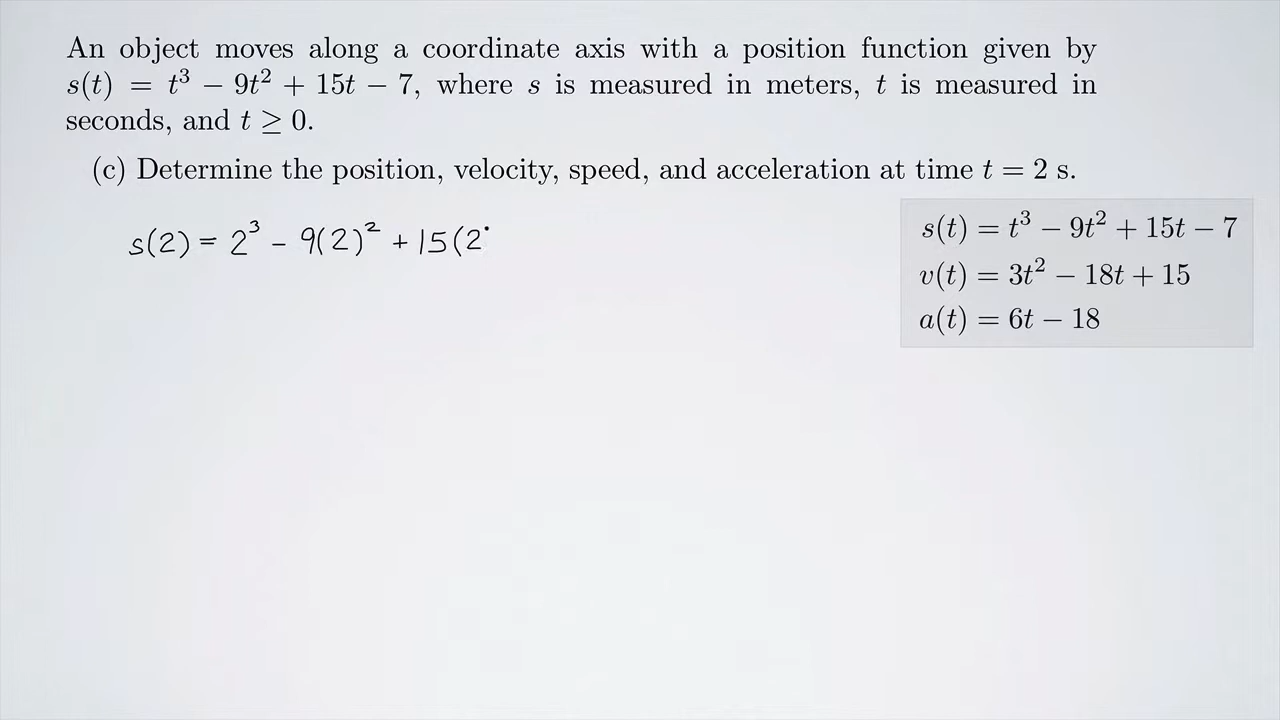 An object moves along a coordinate axis with a position function given by
s(t) = t³ − 9t² + 15t − 7, where s is measured in meters, t is measured in
seconds, and t ≥ 0.
(c) Determine the position, velocity, speed, and acceleration at time t = 2 s.
s(2) = 2³ − 9(2)² + 15(2
s(t) = t³ − 9t² + 15t − 7
v(t) = 3t² − 18t + 15
a(t) = 6t − 18